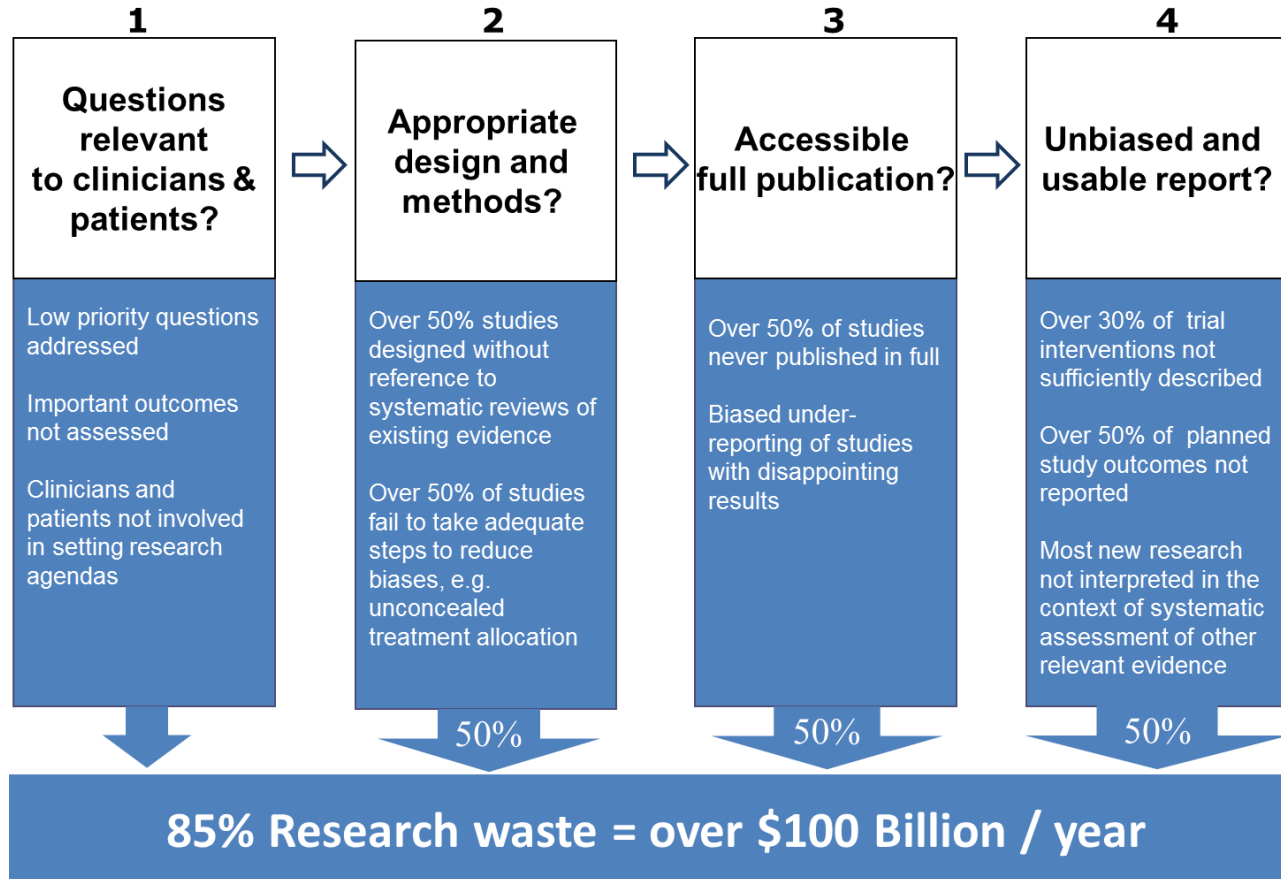 1
Questions
relevant
to clinicians &
patients?
Low priority questions
addressed
Important outcomes
not assessed
Clinicians and
patients not involved
in setting research
agendas
2
Appropriate
design and
methods?
Over 50% studies
designed without
reference to
systematic reviews of
existing evidence
Over 50% of studies
fail to take adequate
steps to reduce
biases, e.g.
unconcealed
treatment allocation
50%
3
Accessible
full publication?
Over 50% of studies
never published in full
Biased under-
reporting of studies
with disappointing
results
50%
4
Unbiased and
usable report?
Over 30% of trial
interventions not
sufficiently described
Over 50% of planned
study outcomes not
reported
Most new research
not interpreted in the
context of systematic
assessment of other
relevant evidence
50%
85% Research waste = over $100 Billion / year